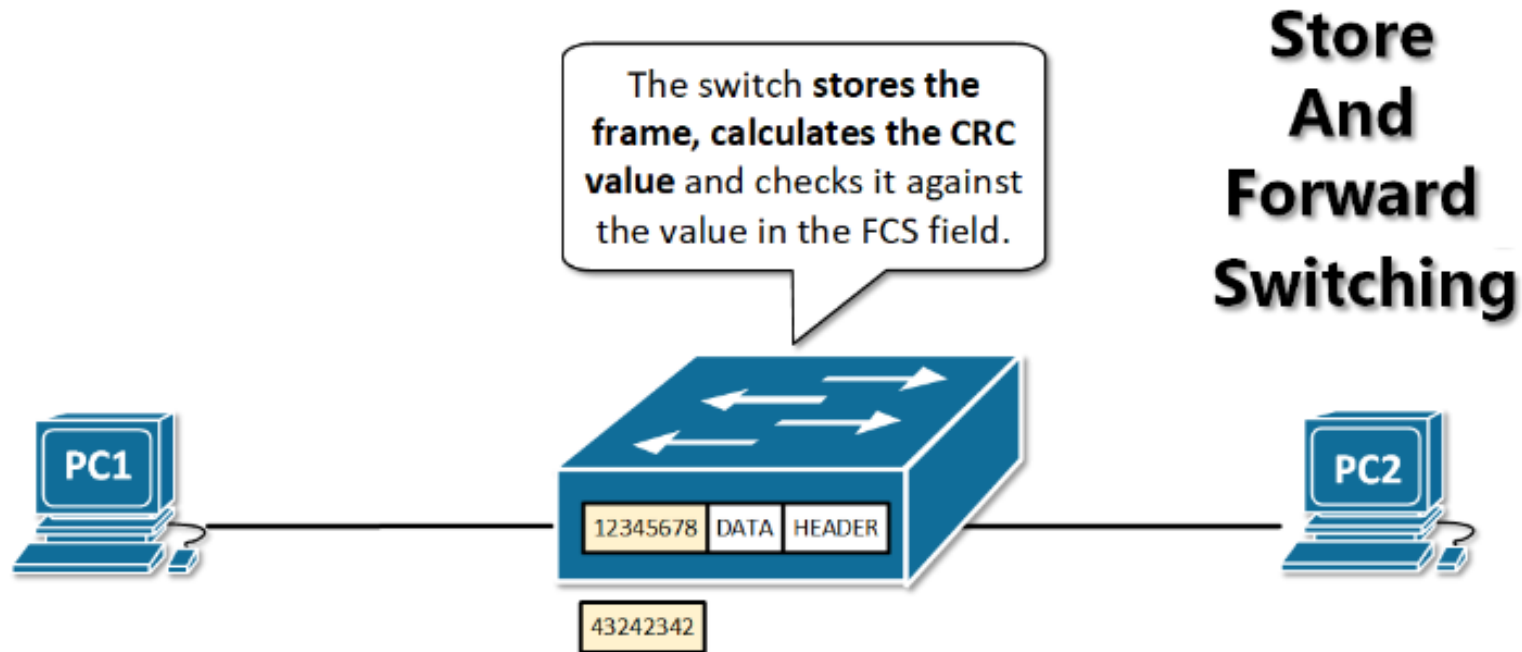 Store
And
Forward
Switching
The switch stores the
frame, calculates the CRC
value and checks it against
the value in the FCS field.
PC1
12345678 DATA HEADER
PC2
43242342